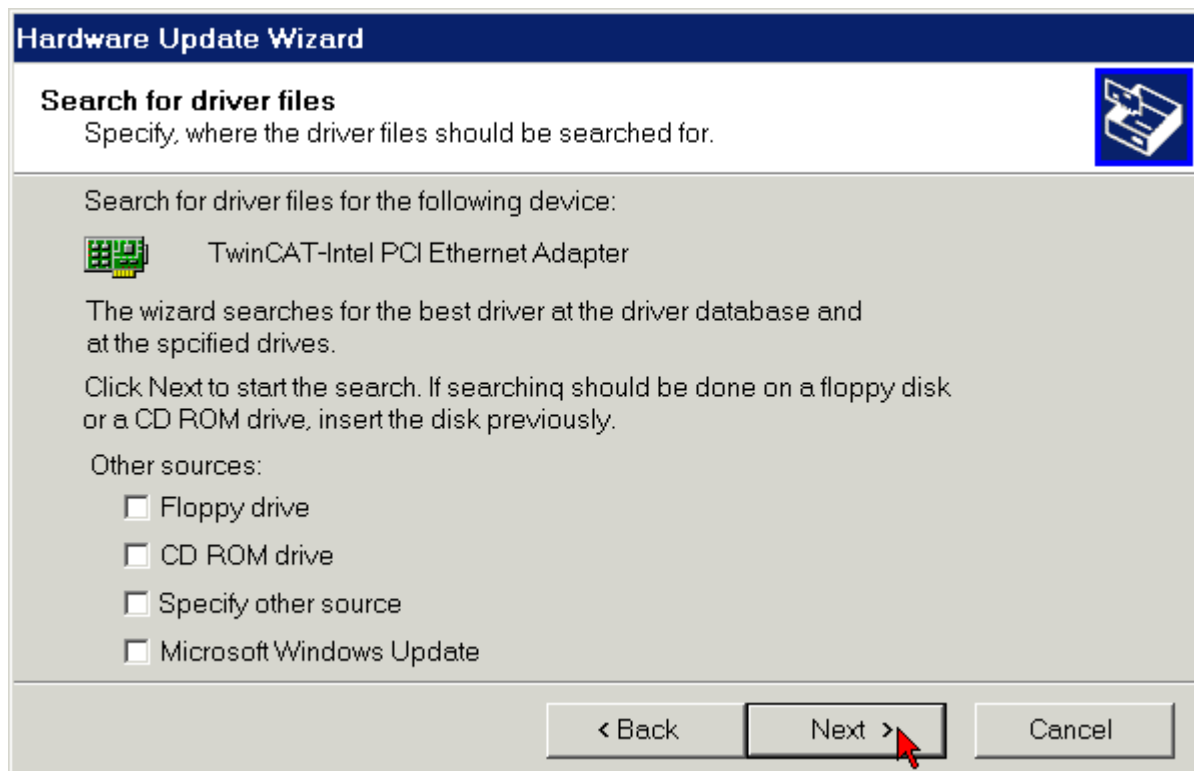 Hardware Update Wizard
Search for driver files
Specify, where the driver files should be searched for.
Search for driver files for the following device:
TwinCAT-Intel PCI Ethernet Adapter
The wizard searches for the best driver at the driver database and
at the spcified drives.
Click Next to start the search. If searching should be done on a floppy disk
or a CD ROM drive, insert the disk previously.
Other sources:
Floppy drive
CD ROM drive
Specify other source
Microsoft Windows Update
< Back Next > Cancel